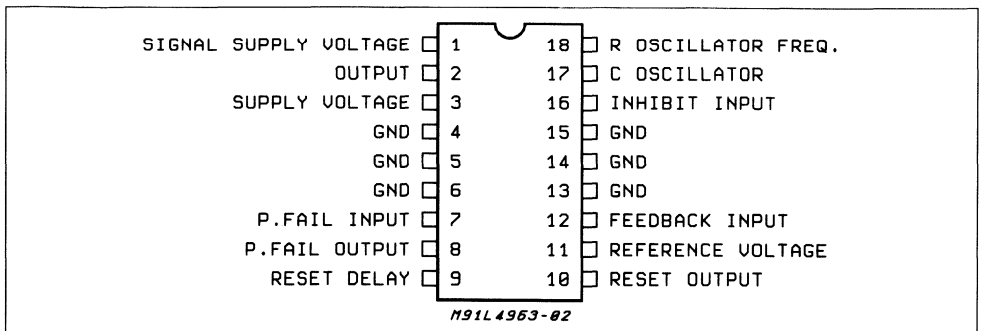 SIGNAL SUPPLY VOLTAGE 1 18 R OSCILLATOR FREQ.
OUTPUT 2 17 C OSCILLATOR
SUPPLY VOLTAGE 3 16 INHIBIT INPUT
GND 4 15 GND
GND 5 14 GND
GND 6 13 GND
P.FAIL INPUT 7 12 FEEDBACK INPUT
P.FAIL OUTPUT 8 11 REFERENCE VOLTAGE
RESET DELAY 9 10 RESET OUTPUT
M91L4963-02